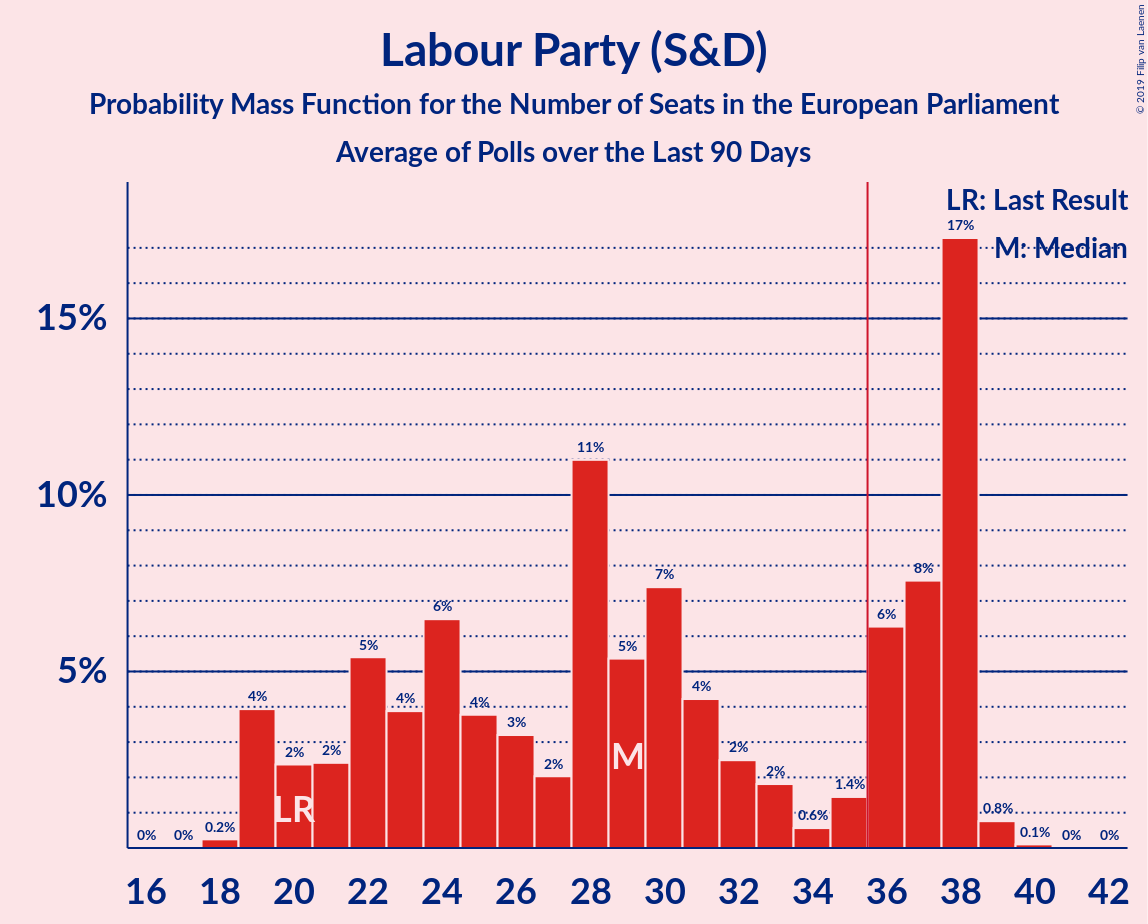 Labour Party (S&D)
Probability Mass Function for the Number of Seats in the European Parliament
Average of Polls over the Last 90 Days
© 2019 Filip van Laenen
LR: Last Result
M: Median
15%
10%
5%
0% 0% 0.2% 4% 2% 2% 5% 4% 6% 4% 3% 2% 11% 5% 7% 4% 2% 2% 0.6% 1.4% 6% 8% 17% 0.8% 0.1% 0% 0%
LR M
16 18 20 22 24 26 28 30 32 34 36 38 40 42